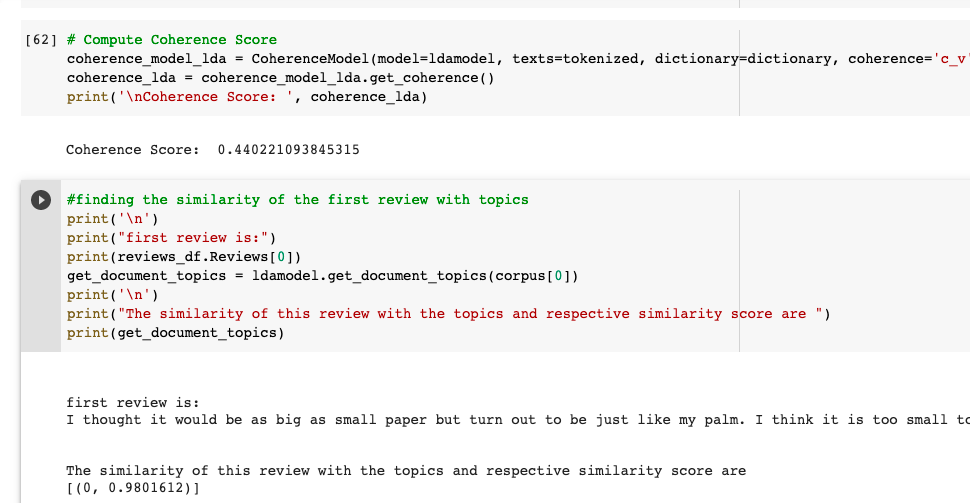 [62] # Compute Coherence Score
coherence_model_lda = CoherenceModel(model=ldamodel, texts=tokenized, dictionary=dictionary, coherence='c_v'
coherence_lda = coherence_model_lda.get_coherence()
print('\nCoherence Score: ', coherence_lda)
Coherence Score:  0.440221093845315
#finding the similarity of the first review with topics
print('\n')
print("first review is:")
print(reviews_df.Reviews[0])
get_document_topics = ldamodel.get_document_topics(corpus[0])
print('\n')
print("The similarity of this review with the topics and respective similarity score are ")
print(get_document_topics)
first review is:
I thought it would be as big as small paper but turn out to be just like my palm. I think it is too small to
The similarity of this review with the topics and respective similarity score are
[(0, 0.9801612)]